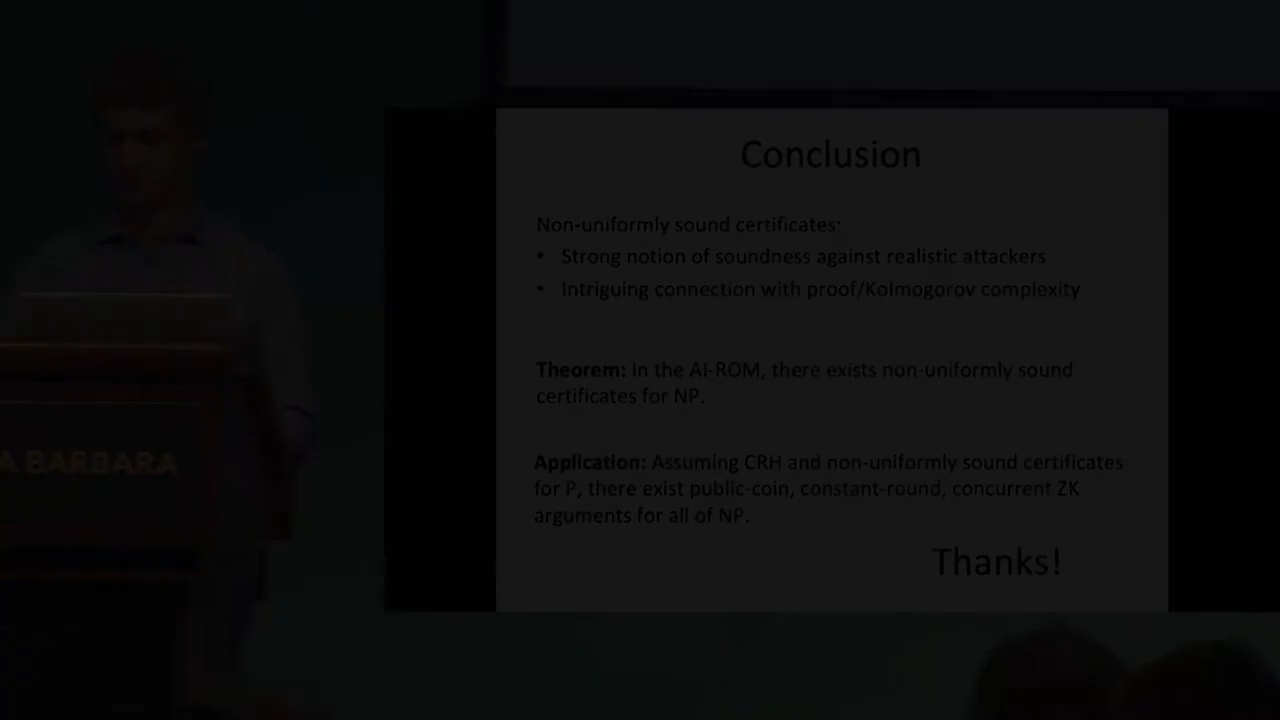 Conclusion
Non-uniformly sound certificates:
• Strong notion of soundness against realistic attackers
• Intriguing connection with proof/Kolmogorov complexity
Theorem: In the AI-ROM, there exists non-uniformly sound
certificates for NP.
Application: Assuming CRH and non-uniformly sound certificates
for P, there exist public-coin, constant-round, concurrent ZK
arguments for all of NP.
Thanks!
A BARBARA